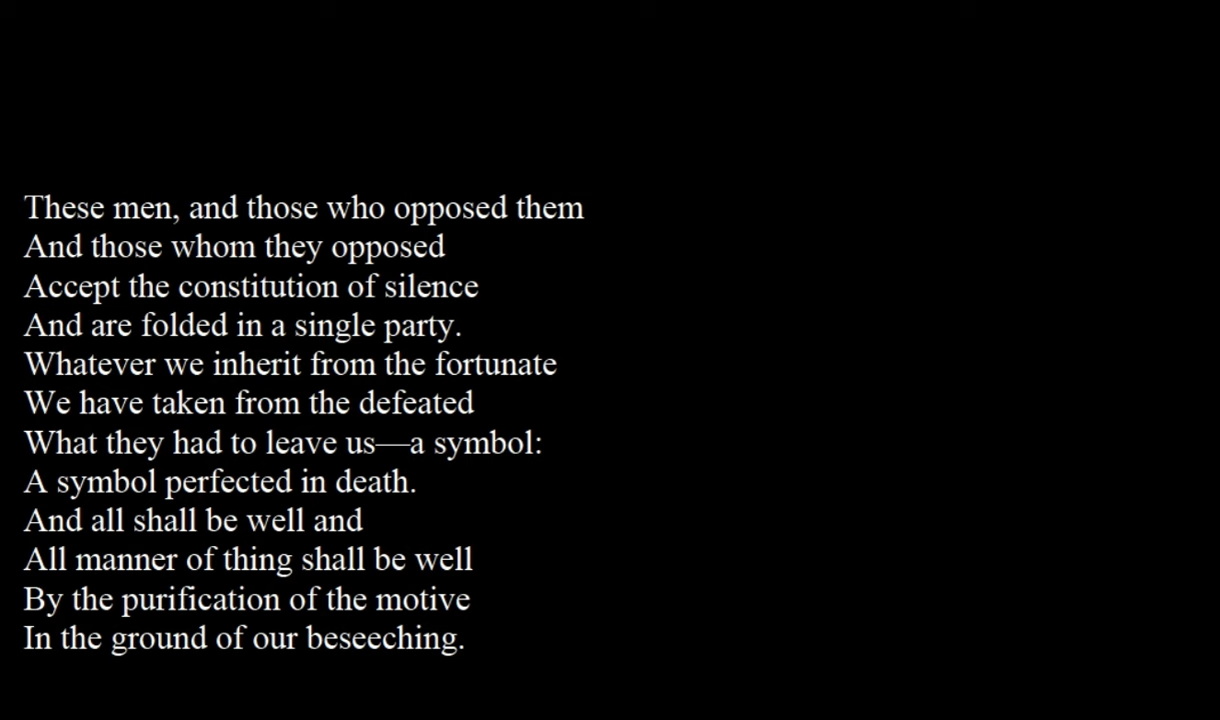 These men, and those who opposed them
And those whom they opposed
Accept the constitution of silence
And are folded in a single party.
Whatever we inherit from the fortunate
We have taken from the defeated
What they had to leave us—a symbol:
A symbol perfected in death.
And all shall be well and
All manner of thing shall be well
By the purification of the motive
In the ground of our beseeching.